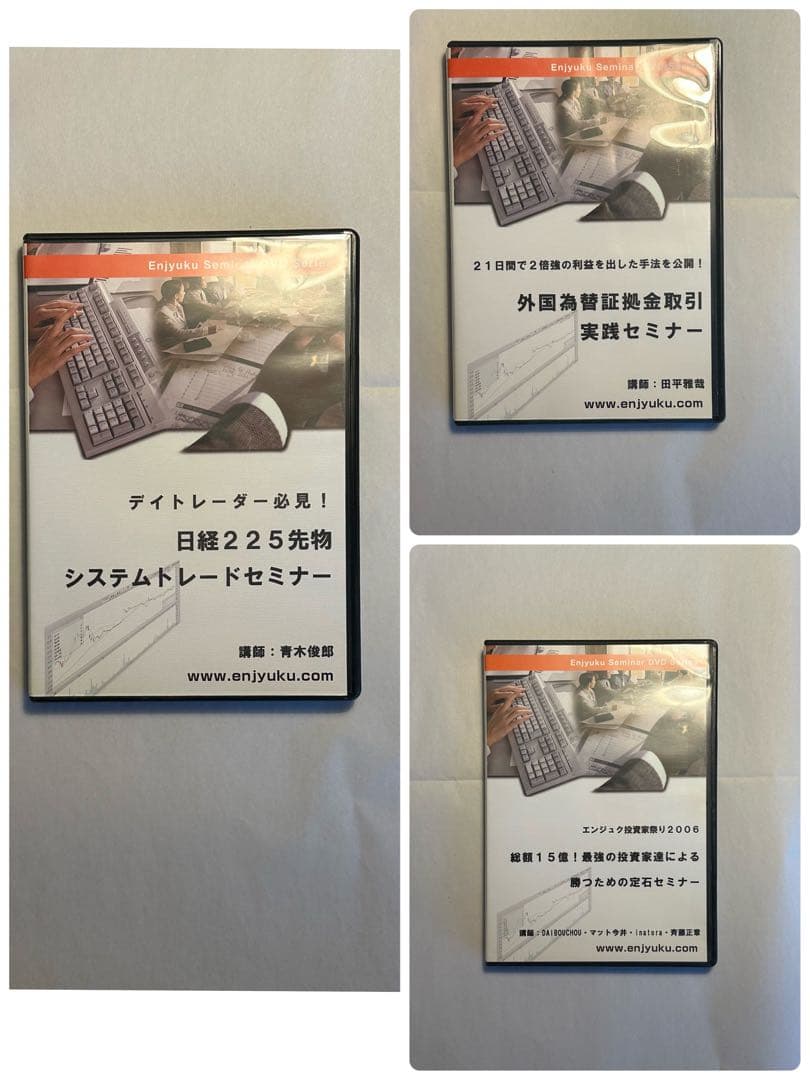 Enjyuku Seminar DVD Serie
デイトレーダー必見！
日経２２５先物
システムトレードセミナー
講師：青木俊郎
www.enjyuku.com
Enjyuku Semina
２１日間で２倍強の利益を出した手法を公開！
外国為替証拠金取引
実践セミナー
講師：田平雅哉
www.enjyuku.com
Enjyuku Seminar DVD Serie
エンジュク投資家祭り２００６
総額１５億！最強の投資家達による
勝つための定石セミナー
講師：DAIBOUCHOU・マット今井・inatora・斉藤正章
www.enjyuku.com